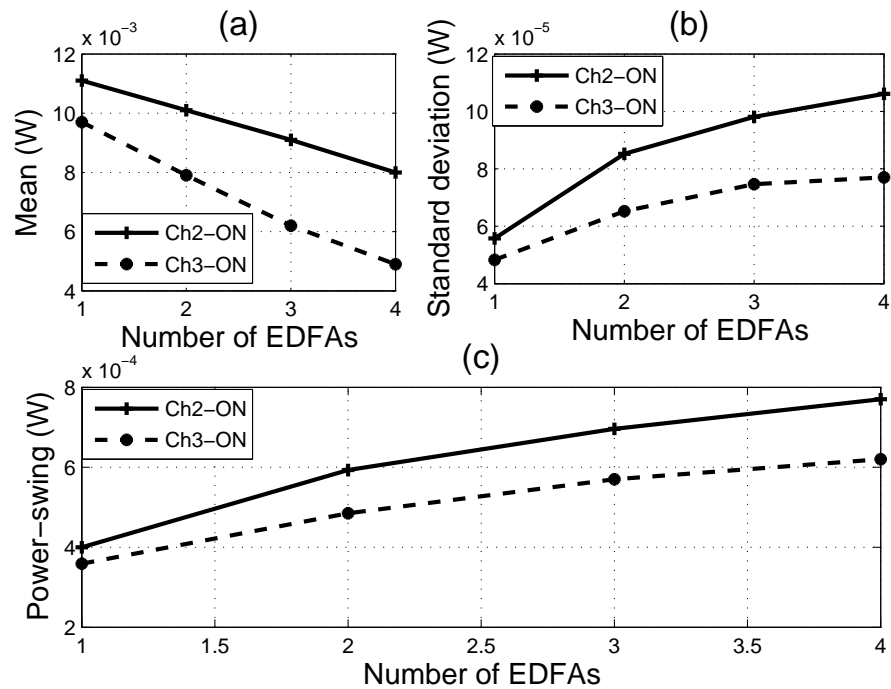 (a)
x 10⁻³
Mean (W)
12
10
8
6
4
Ch2−ON
Ch3−ON
1
2
3
4
Number of EDFAs
(b)
x 10⁻⁵
Standard deviation (W)
12
10
8
6
4
Ch2−ON
Ch3−ON
1
2
3
4
Number of EDFAs
(c)
x 10⁻⁴
Power−swing (W)
8
6
4
2
Ch2−ON
Ch3−ON
1
1.5
2
2.5
3
3.5
4
Number of EDFAs